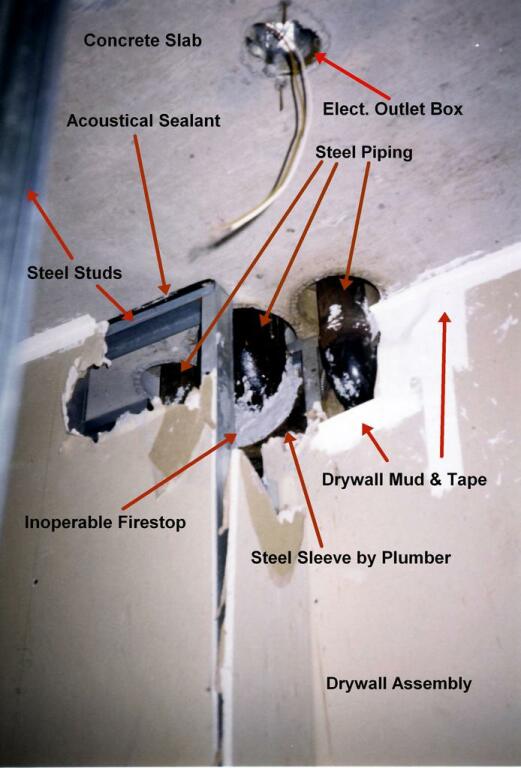 Concrete Slab
Elect. Outlet Box
Acoustical Sealant
Steel Piping
Steel Studs
Drywall Mud & Tape
Inoperable Firestop
Steel Sleeve by Plumber
Drywall Assembly